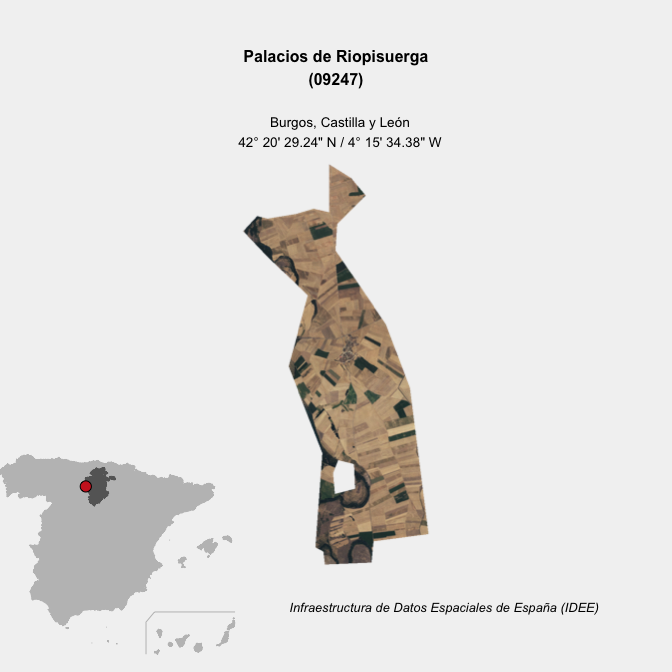 Palacios de Riopisuerga
(09247)
Burgos, Castilla y León
42° 20' 29.24" N / 4° 15' 34.38" W
Infraestructura de Datos Espaciales de España (IDEE)